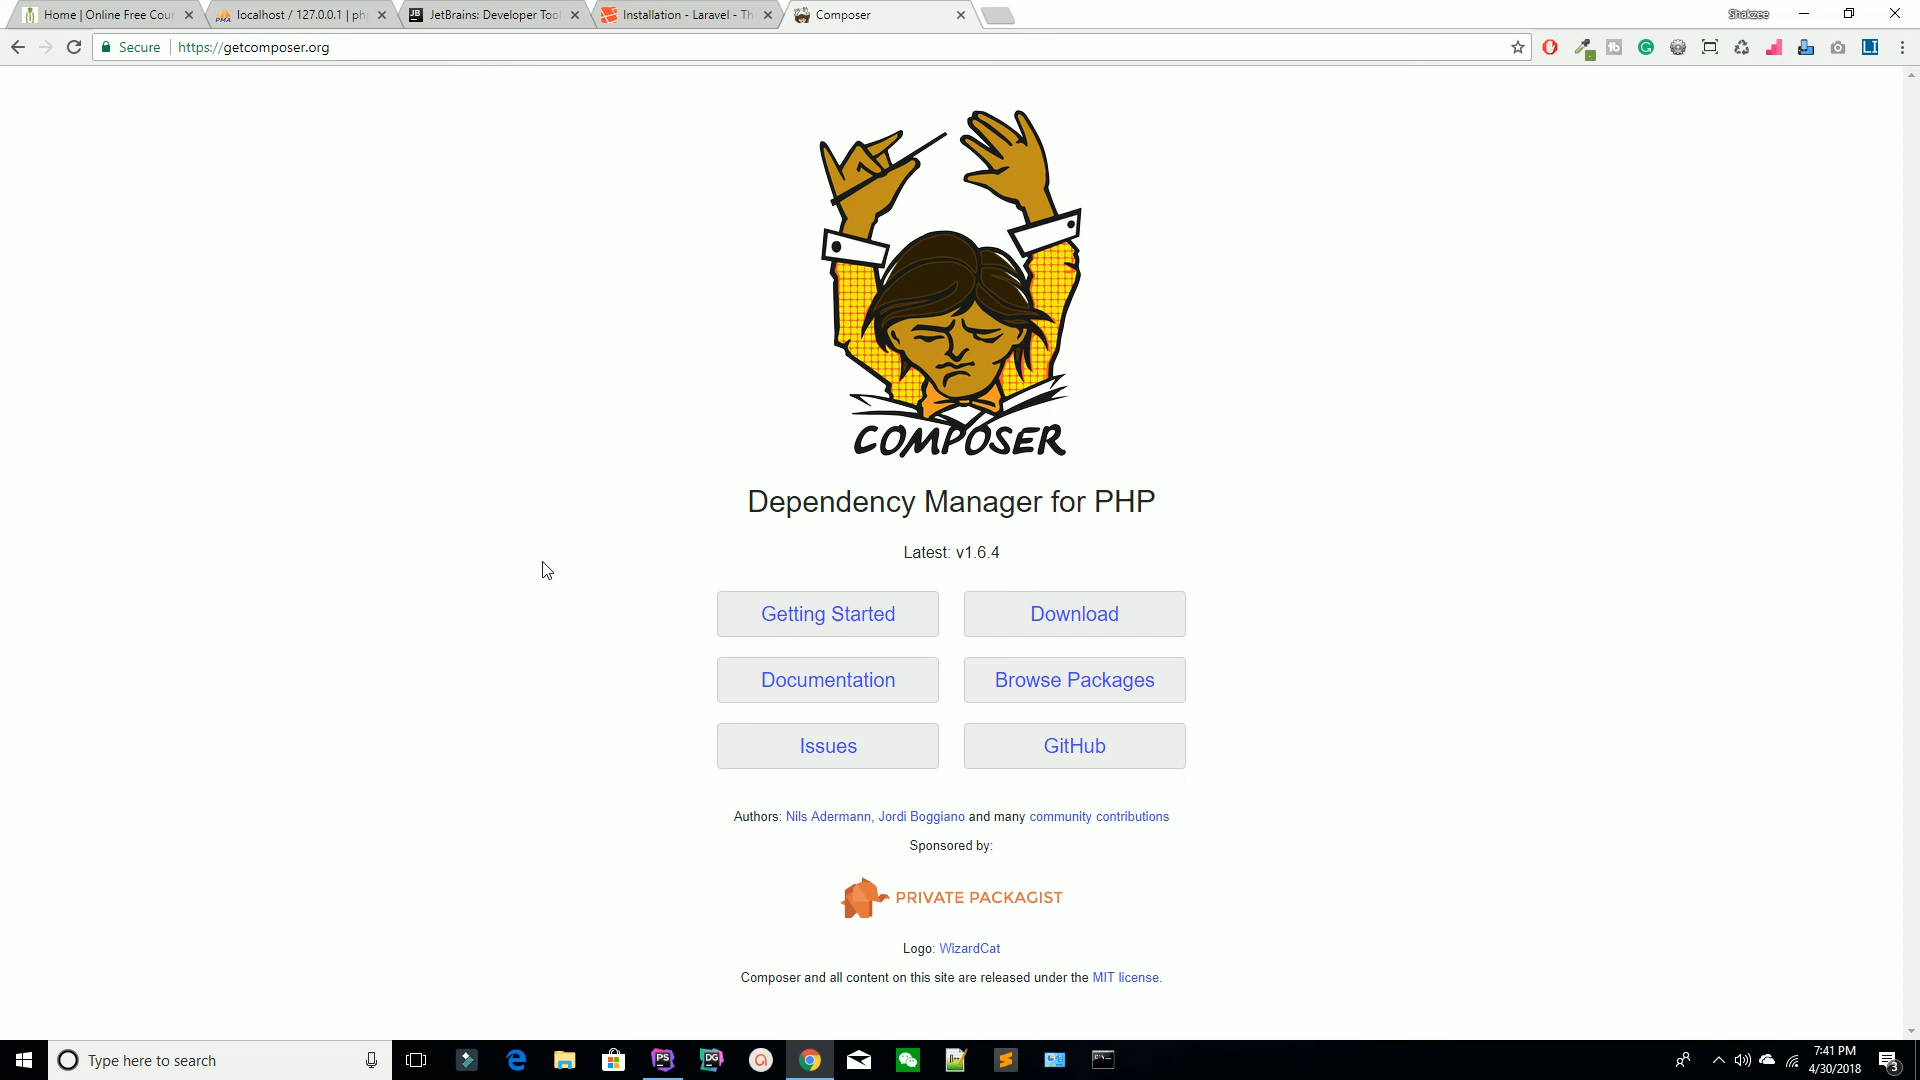 Home | Online Free Cour
localhost / 127.0.0.1 | ph
JetBrains: Developer Too
Installation - Laravel - Th
Composer
Shakzee
Secure
https://getcomposer.org
COMPOSER
Dependency Manager for PHP
Latest: v1.6.4
Getting Started
Download
Documentation
Browse Packages
Issues
GitHub
Authors: Nils Adermann, Jordi Boggiano and many community contributions
Sponsored by:
PRIVATE PACKAGIST
Logo: WizardCat
Composer and all content on this site are released under the MIT license.
Type here to search
7:41 PM
4/30/2018
3